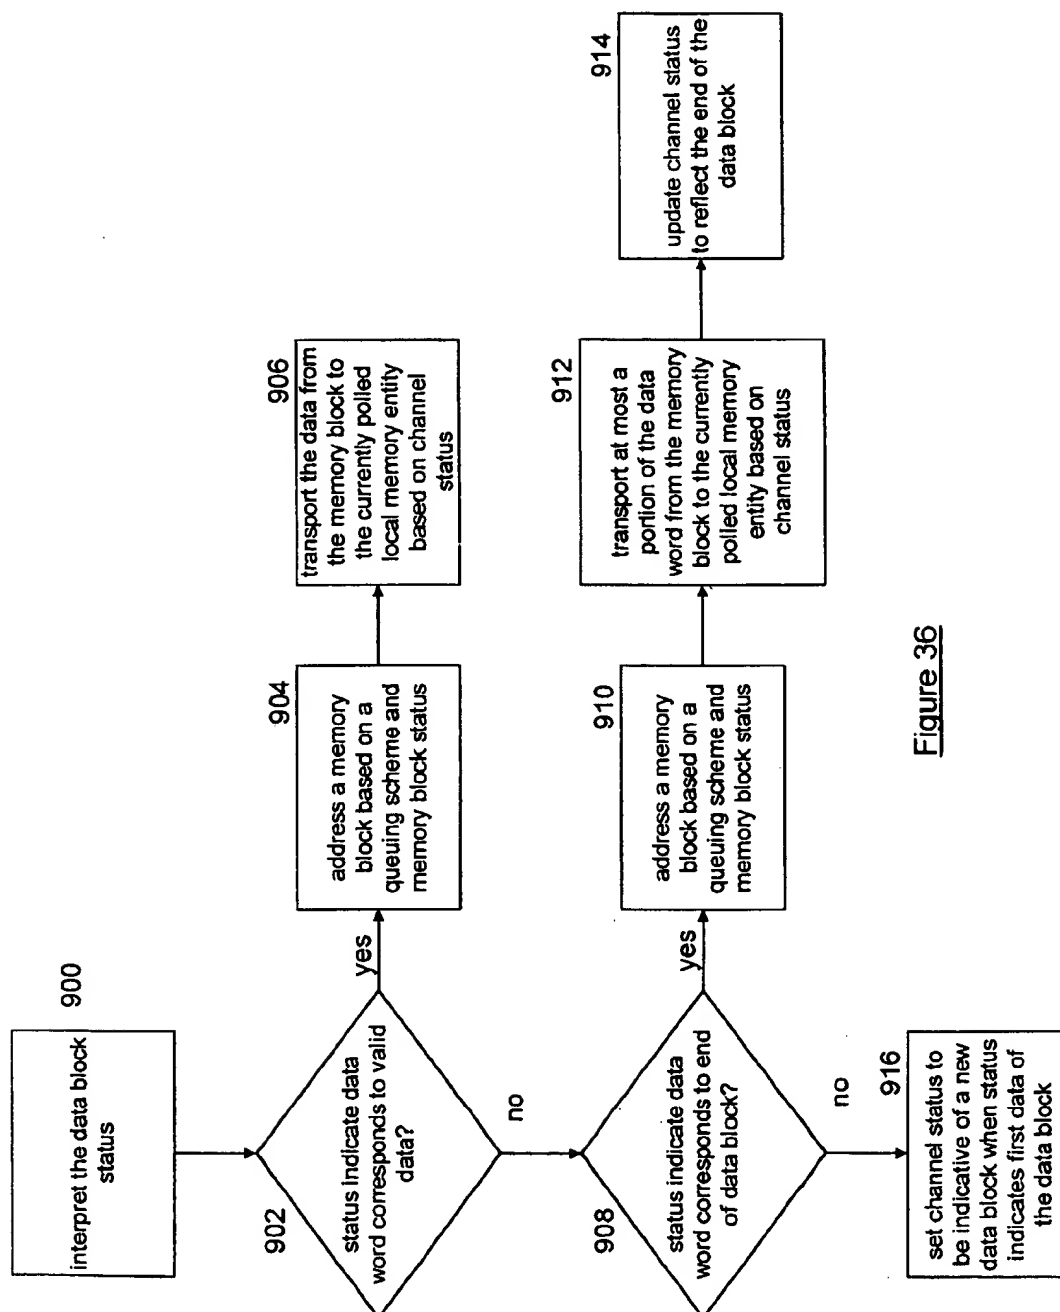 900
interpret the data block
status
902
status indicate data
word corresponds to valid
data?
yes
904
address a memory
block based on a
queuing scheme and
memory block status
906
transport the data from
the memory block to
the currently polled
local memory entity
based on channel
status
no
908
status indicate data
word corresponds to end
of data block?
yes
910
address a memory
block based on a
queuing scheme and
memory block status
912
transport at most a
portion of the data
word from the memory
block to the currently
polled local memory
entity based on
channel status
914
update channel status
to reflect the end of the
data block
no
916
set channel status to
be indicative of a new
data block when status
indicates first data of
the data block
Figure 36